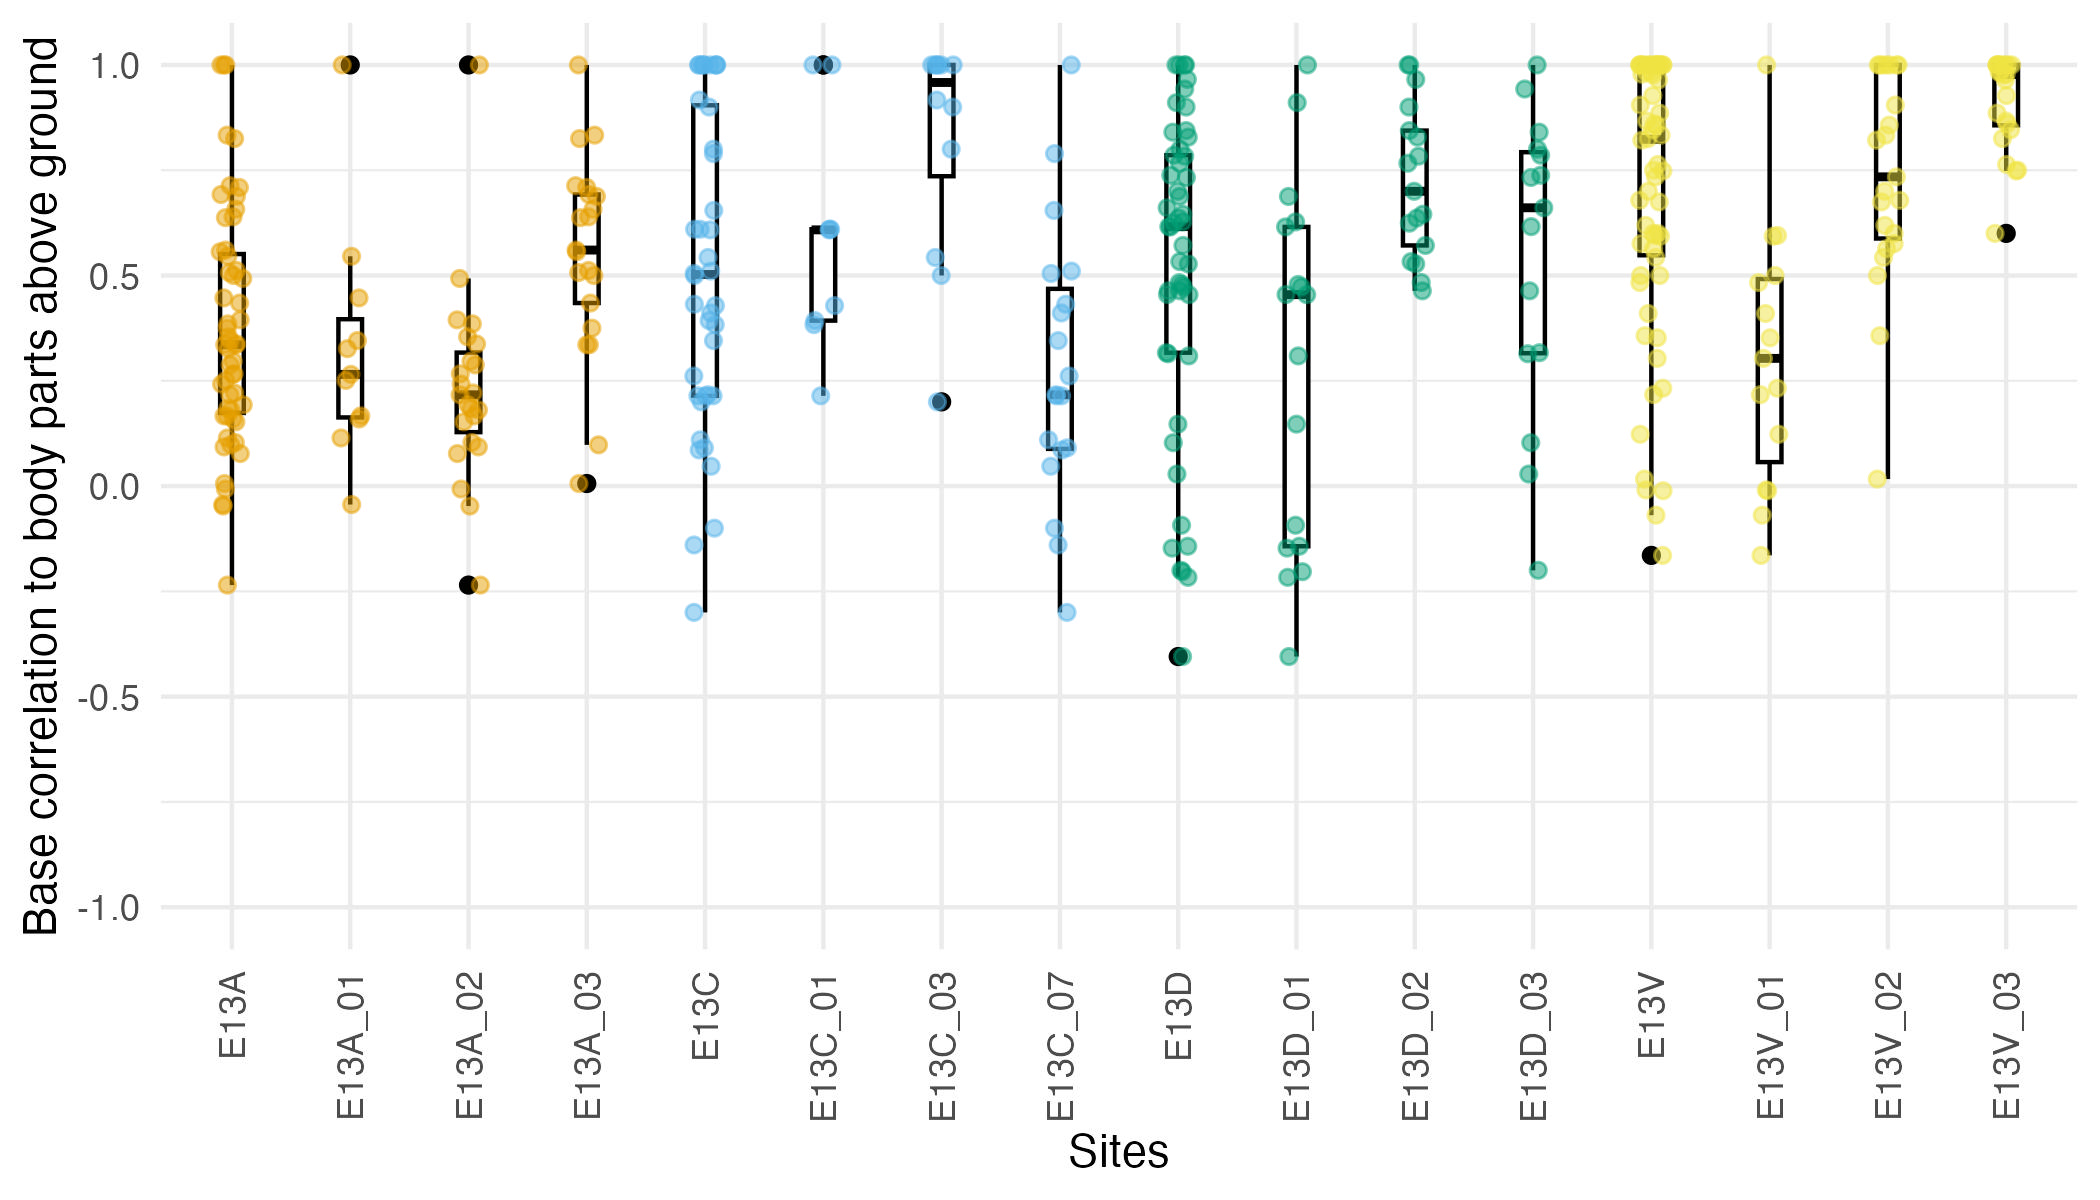 Base correlation to body parts above ground
1.0
0.5
0.0
-0.5
-1.0
E13A
E13A_01
E13A_02
E13A_03
E13C
E13C_01
E13C_03
E13C_07
E13D
E13D_01
E13D_02
E13D_03
E13V
E13V_01
E13V_02
E13V_03
Sites